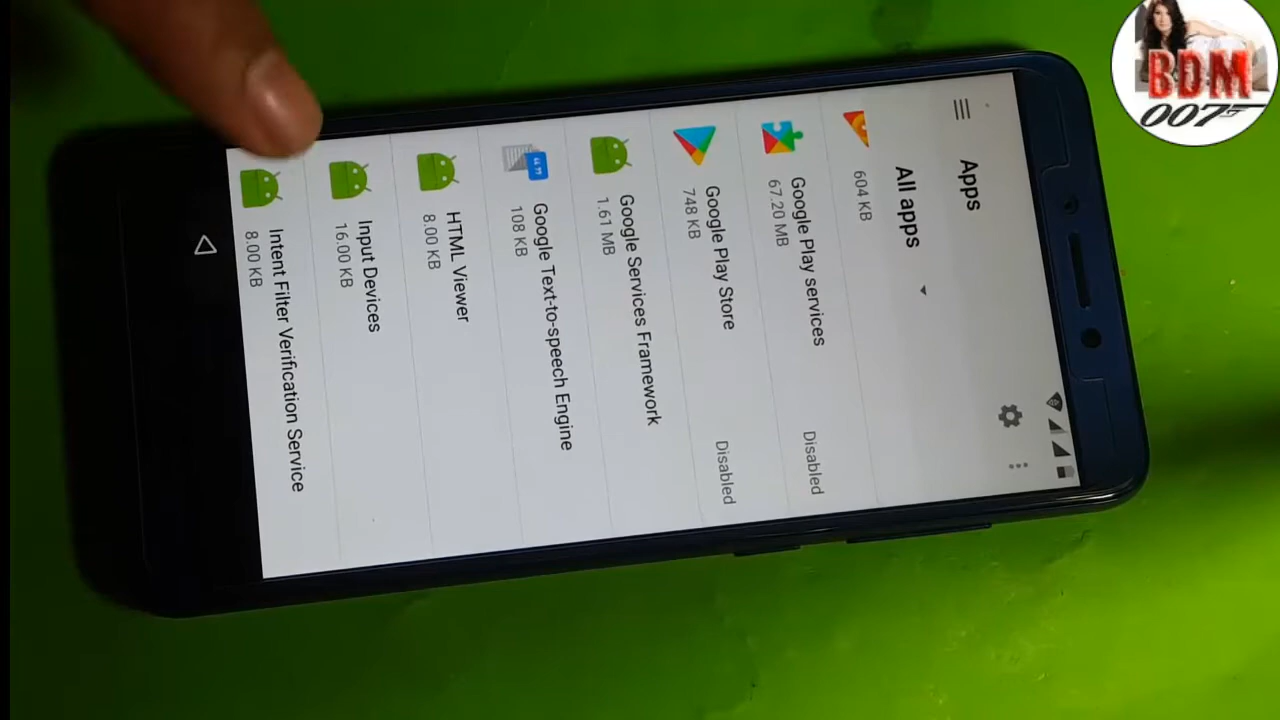 Apps
All apps
604 KB
Google Play services
67.20 MB
Disabled
Google Play Store
748 KB
Disabled
Google Services Framework
1.61 MB
Google Text-to-speech Engine
108 KB
HTML Viewer
8.00 KB
Input Devices
16.00 KB
Intent Filter Verification Service
8.00 KB
BDM
007